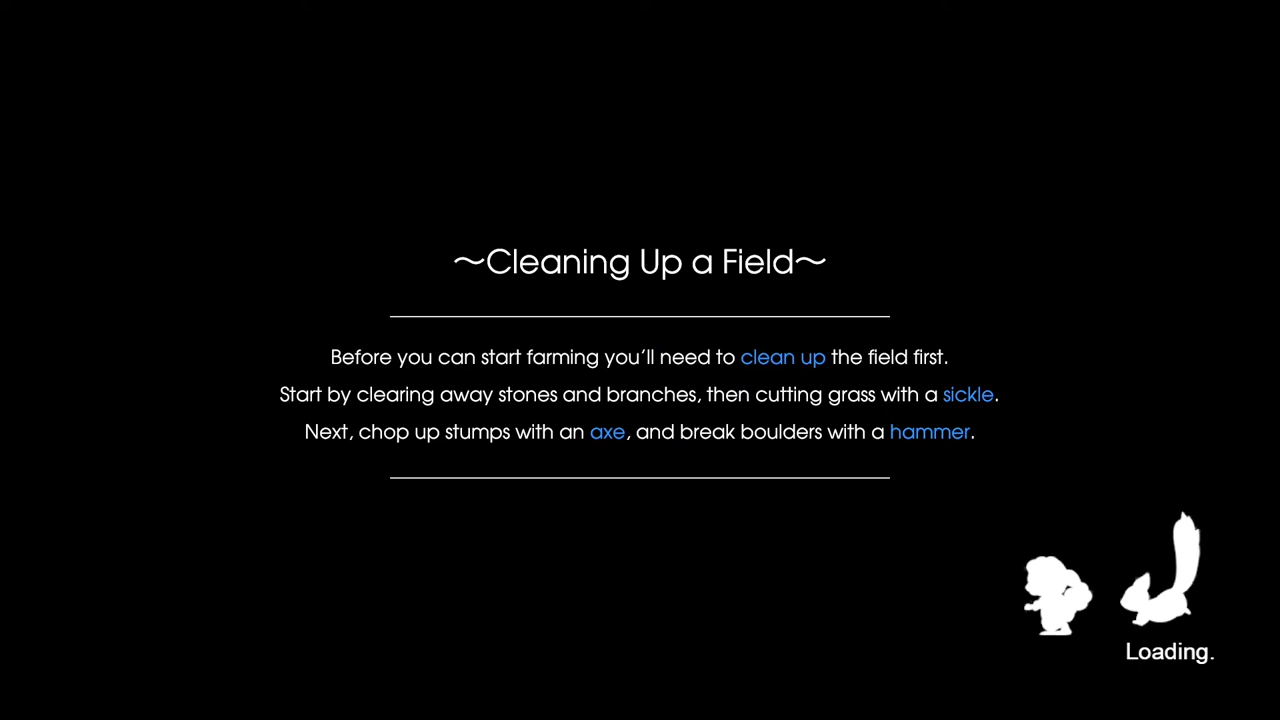 ～Cleaning Up a Field～
Before you can start farming you'll need to clean up the field first.
Start by clearing away stones and branches, then cutting grass with a sickle.
Next, chop up stumps with an axe, and break boulders with a hammer.
Loading.